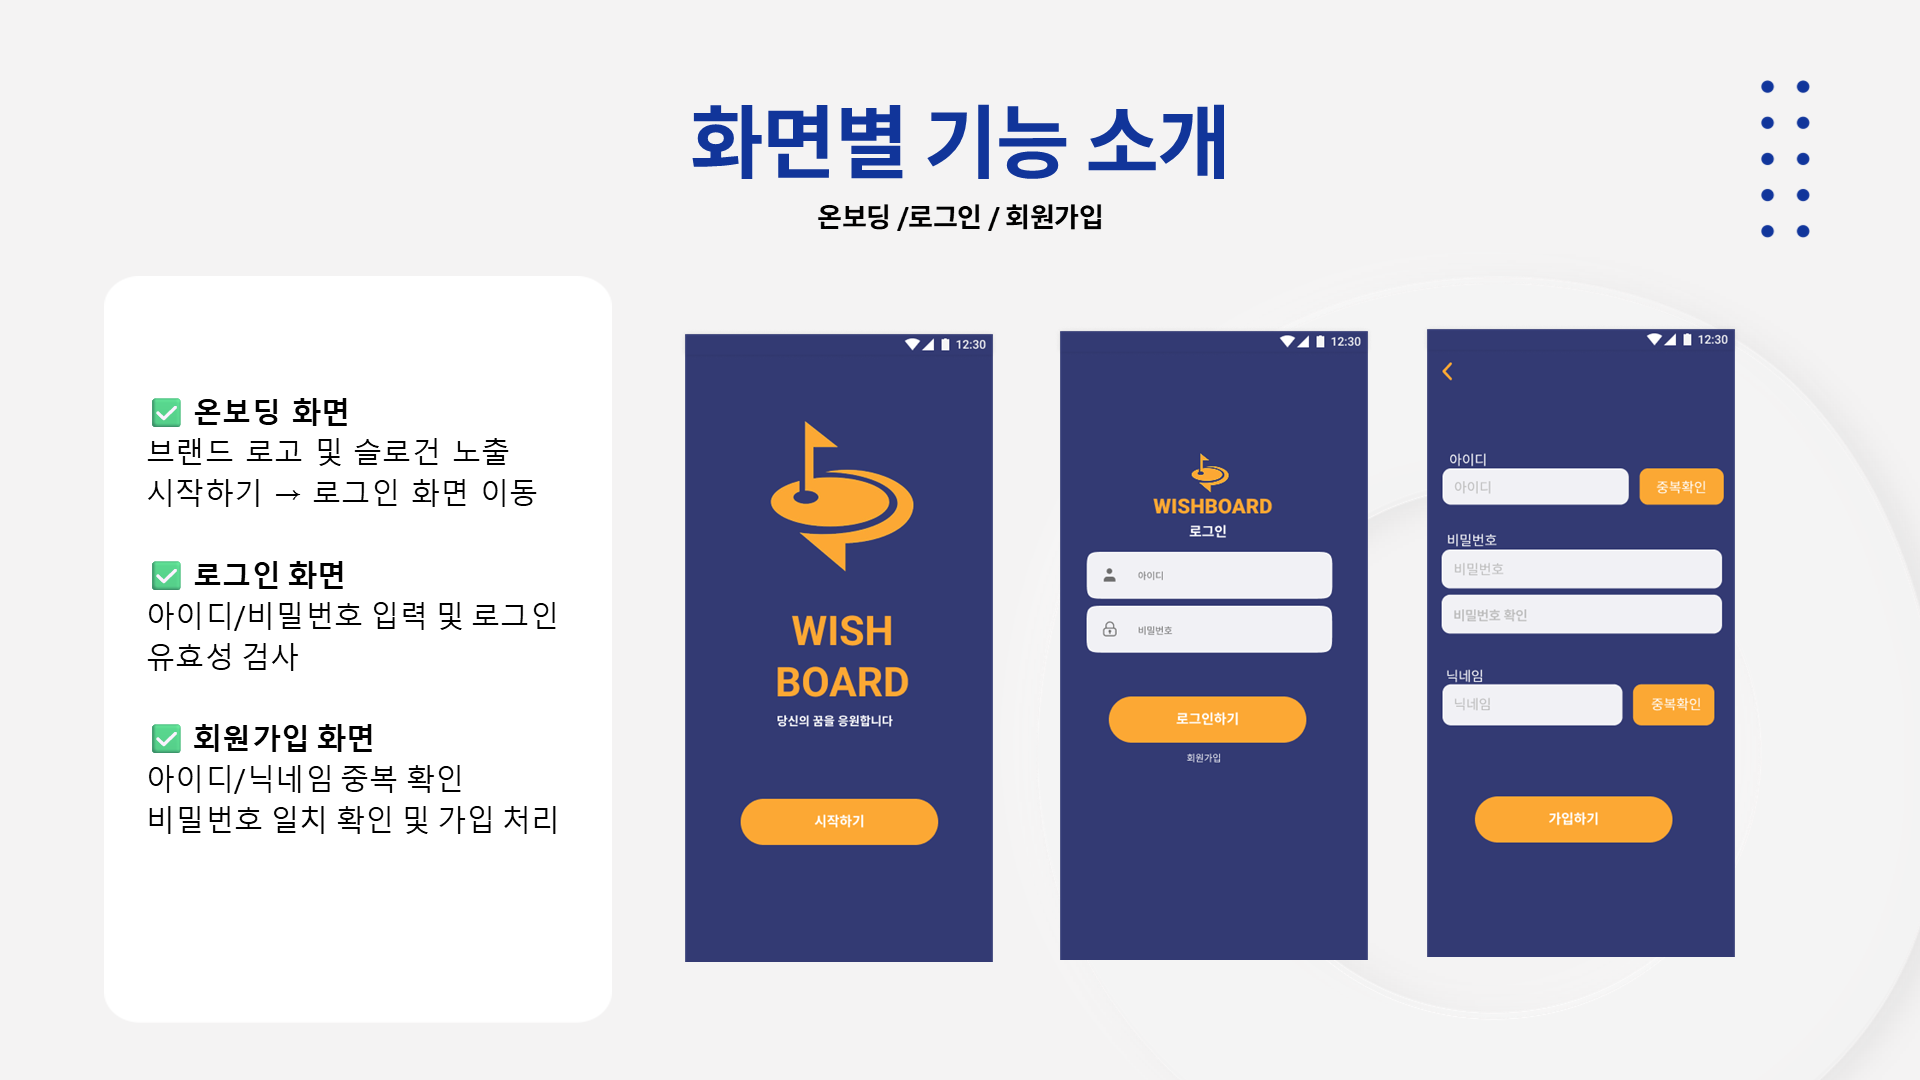 화면별 기능 소개
온보딩 /로그인 / 회원가입
✅ 온보딩 화면
브랜드 로고 및 슬로건 노출
시작하기 → 로그인 화면 이동
✅ 로그인 화면
아이디/비밀번호 입력 및 로그인
유효성 검사
✅ 회원가입 화면
아이디/닉네임 중복 확인
비밀번호 일치 확인 및 가입 처리
12:30
WISH
BOARD
당신의 꿈을 응원합니다
시작하기
12:30
WISHBOARD
로그인
아이디
비밀번호
로그인하기
회원가입
12:30
아이디
아이디
중복확인
비밀번호
비밀번호
비밀번호 확인
닉네임
닉네임
중복확인
가입하기